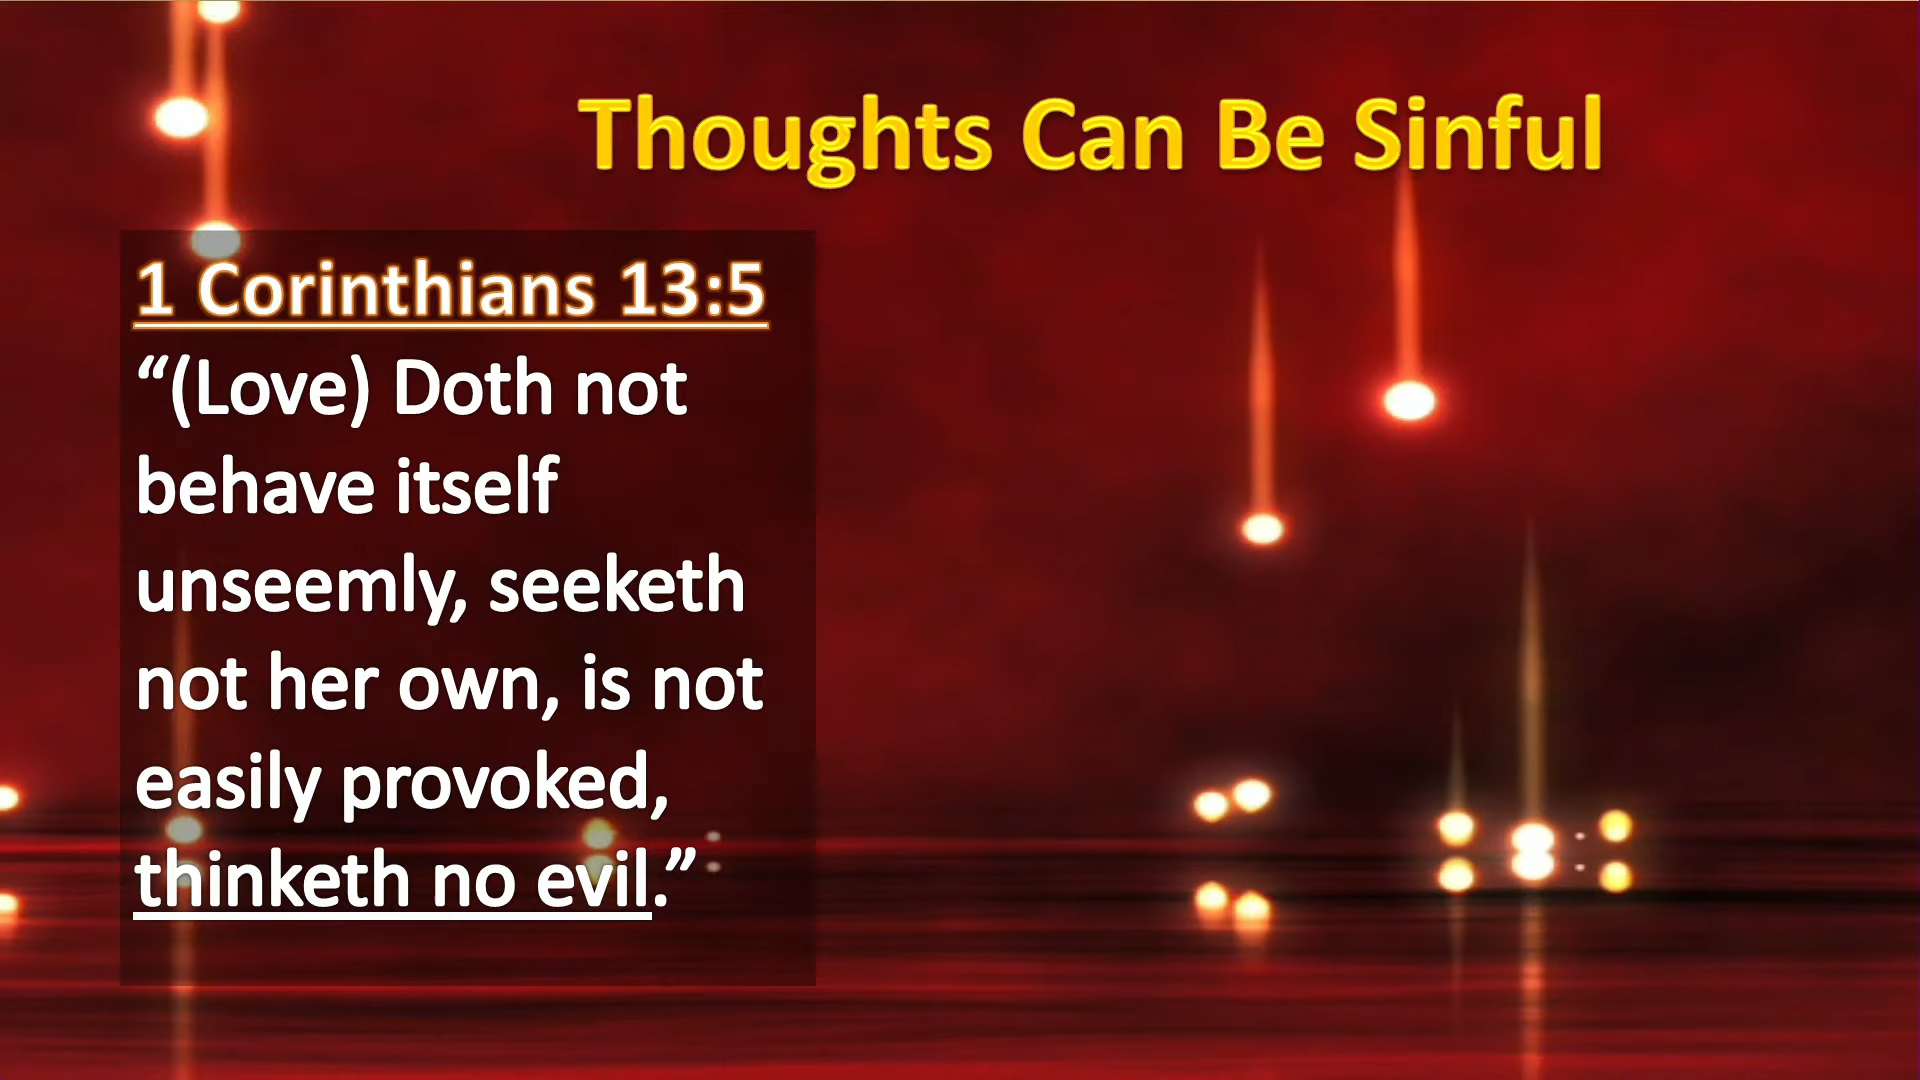 Thoughts Can Be Sinful
1 Corinthians 13:5
“(Love) Doth not
behave itself
unseemly, seeketh
not her own, is not
easily provoked,
thinketh no evil.”